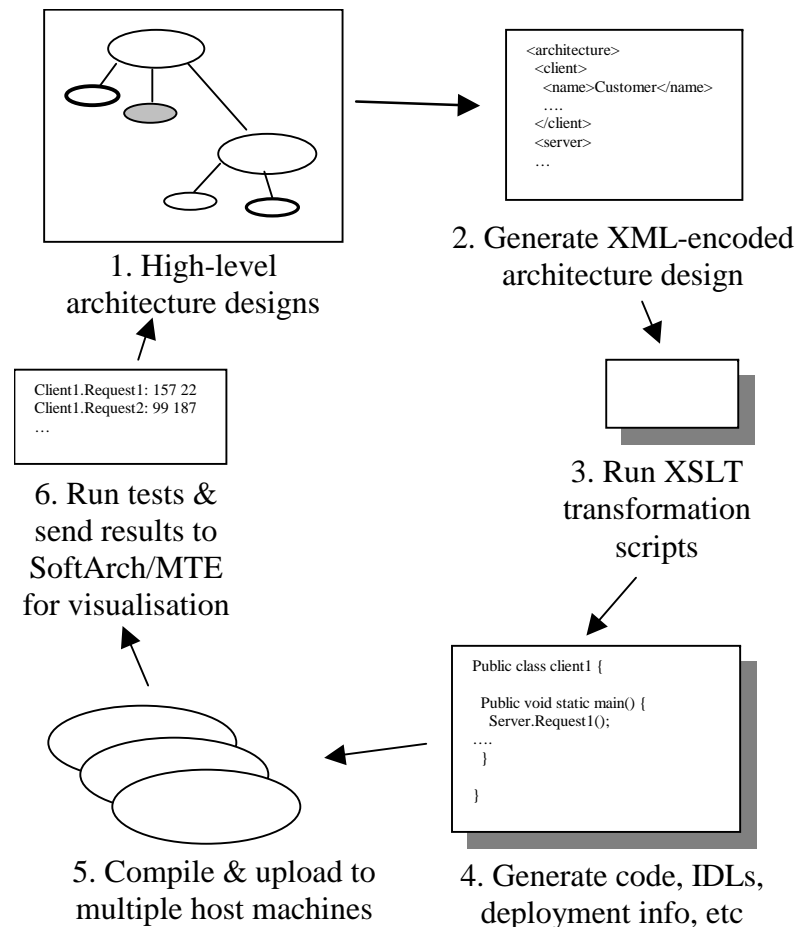 <architecture>
<client>
<name>Customer</name>
….
</client>
<server>
…
1. High-level
architecture designs
2. Generate XML-encoded
architecture design
3. Run XSLT
transformation
scripts
Public class client1 {
Public void static main() {
Server.Request1();
….
}
}
4. Generate code, IDLs,
deployment info, etc
5. Compile & upload to
multiple host machines
Client1.Request1: 157 22
Client1.Request2: 99 187
…
6. Run tests &
send results to
SoftArch/MTE
for visualisation